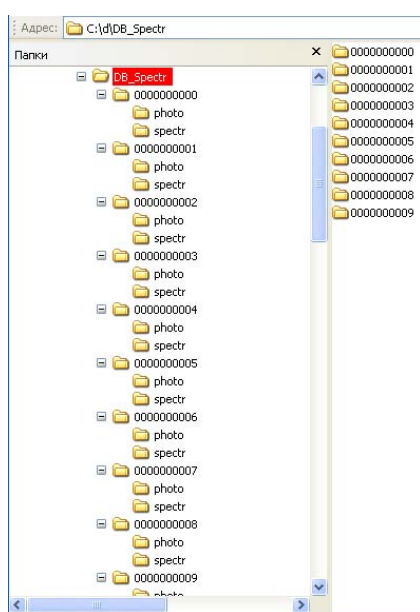 Адрес: C:\d\DB_Spectr
Папки
DB_Spectr
0000000000
photo
spectr
0000000001
photo
spectr
0000000002
photo
spectr
0000000003
photo
spectr
0000000004
photo
spectr
0000000005
photo
spectr
0000000006
photo
spectr
0000000007
photo
spectr
0000000008
photo
spectr
0000000009
photo
0000000000
0000000001
0000000002
0000000003
0000000004
0000000005
0000000006
0000000007
0000000008
0000000009